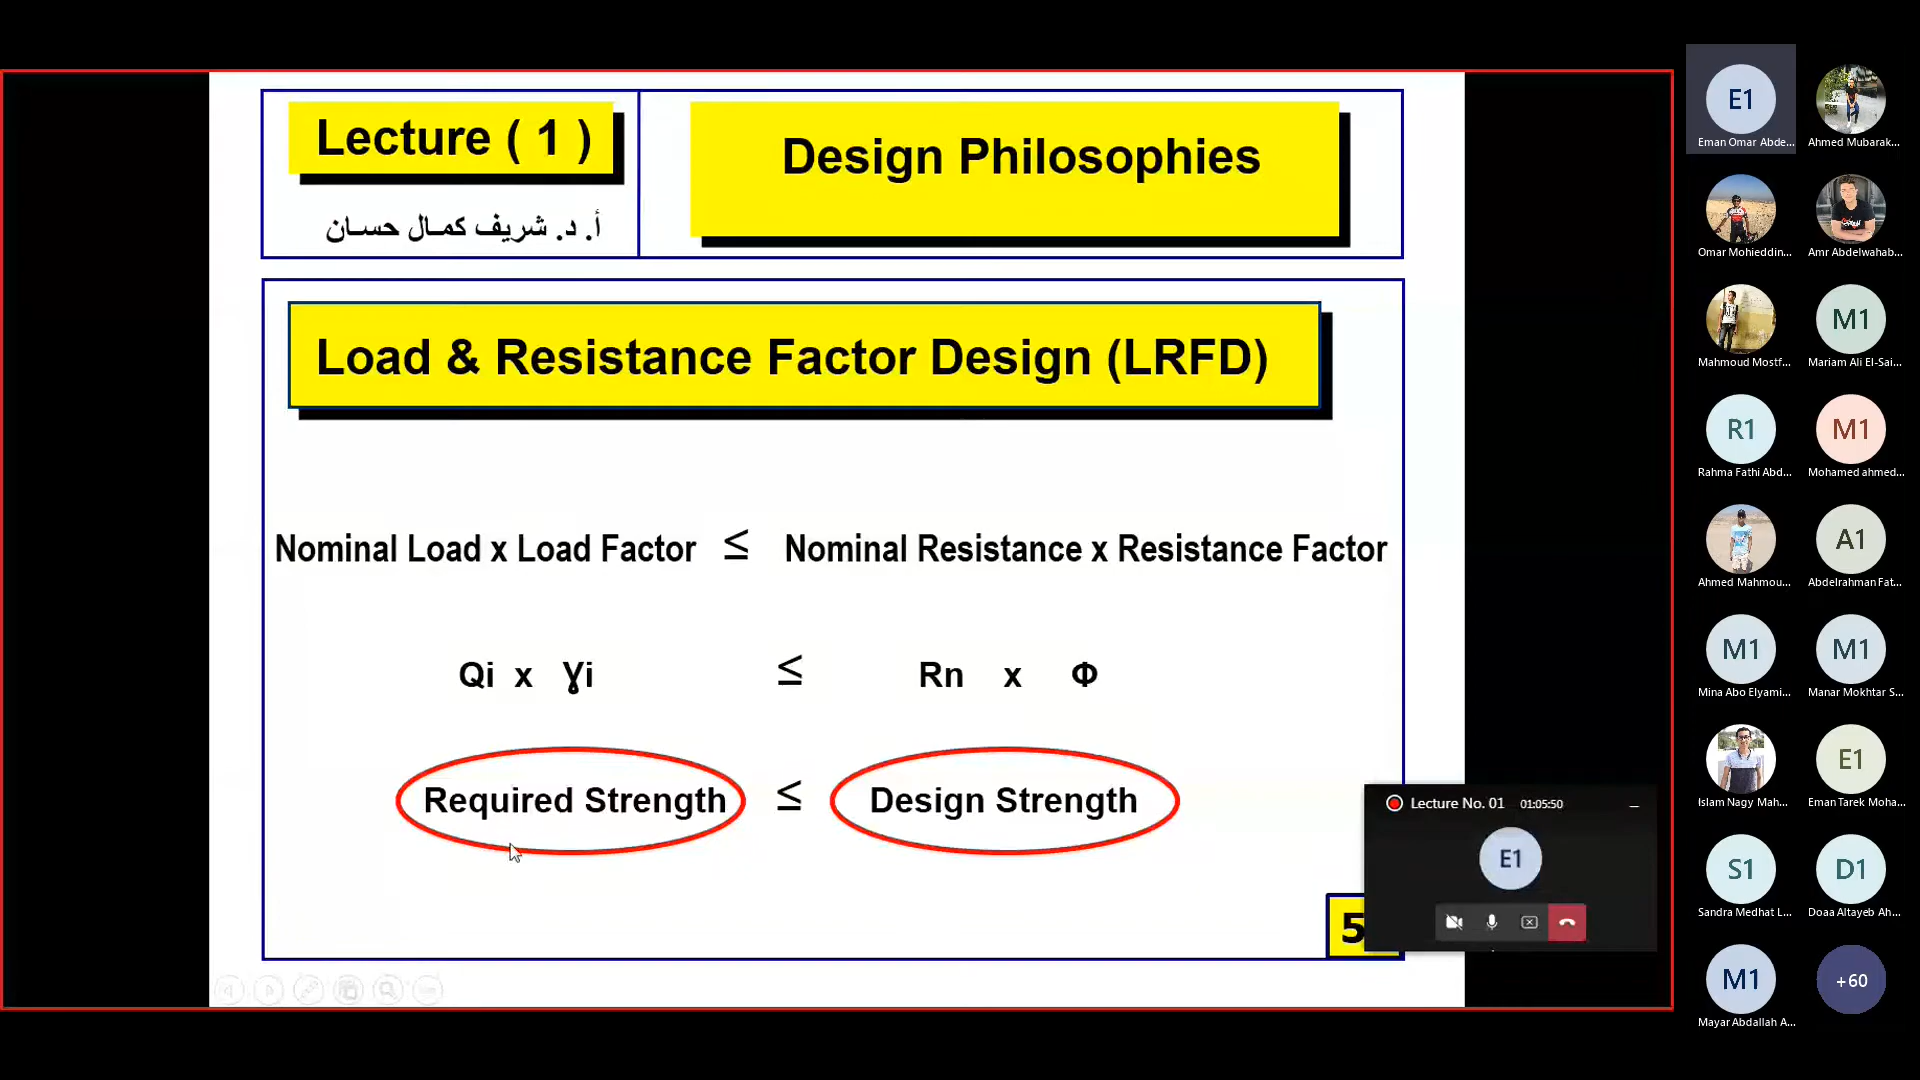 Lecture ( 1 )
أ. د. شريف كمال حسان
Design Philosophies
Load & Resistance Factor Design (LRFD)
Nominal Load x Load Factor ≤ Nominal Resistance x Resistance Factor
Qi x Ɣi ≤ Rn x Φ
Required Strength ≤ Design Strength
5
Lecture No. 01 01:05:50
E1
E1
Eman Omar Abde...
Ahmed Mubarak...
Omar Mohieddin...
Amr Abdelwahab...
Mahmoud Mostf...
M1
Mariam Ali El-Sai...
R1
Rahma Fathi Abd...
M1
Mohamed ahmed...
Ahmed Mahmou...
A1
Abdelrahman Fat...
M1
Mina Abo Elyami...
M1
Manar Mokhtar S...
Islam Nagy Mah...
E1
Eman Tarek Moha...
S1
Sandra Medhat L...
D1
Doaa Altayeb Ah...
M1
Mayar Abdallah A...
+60